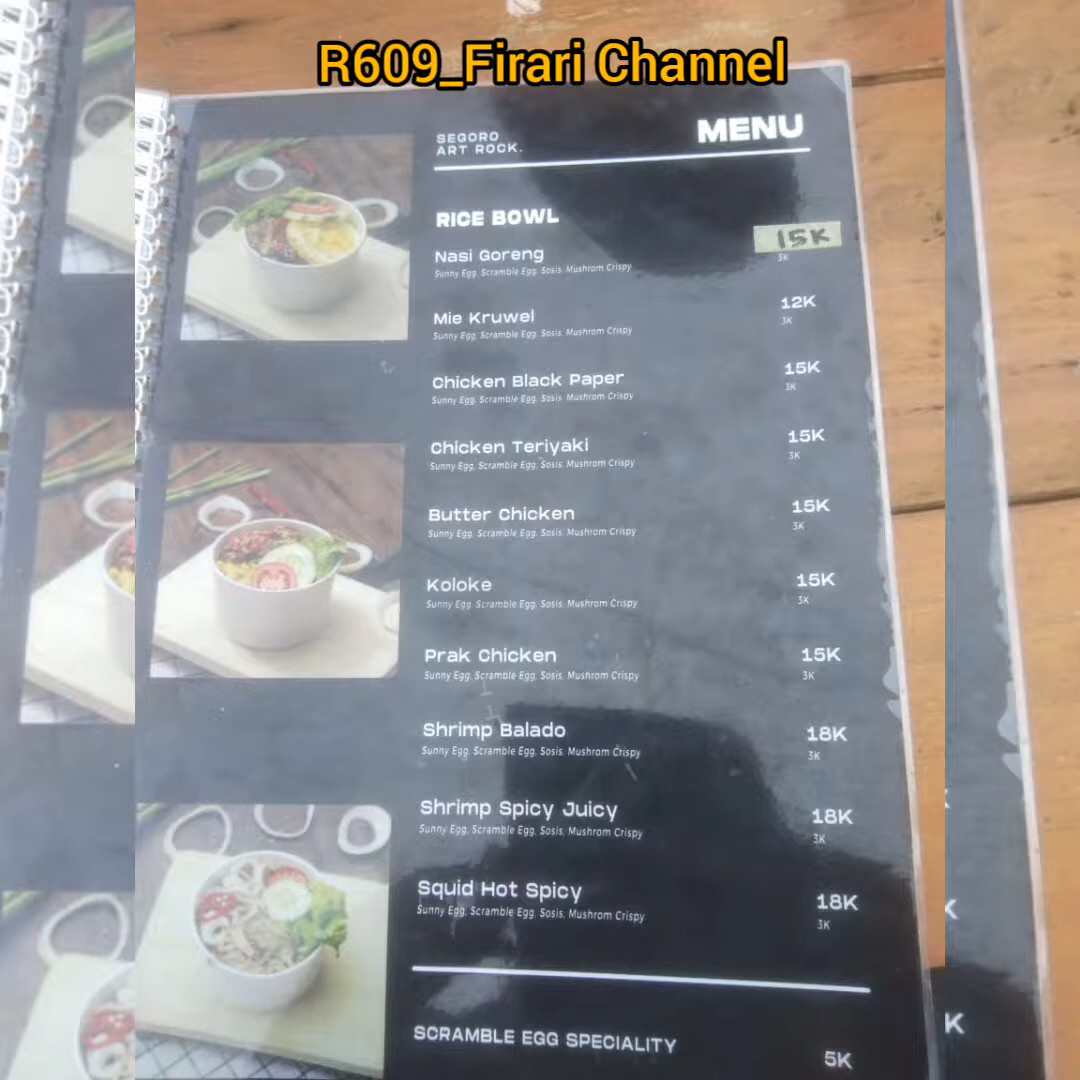 R609_Firari Channel
SEGORO
ART ROCK.
MENU
RICE BOWL
Nasi Goreng 15K
Sunny Egg, Scramble Egg, Sosis, Mushrom Crispy 3K
Mie Kruwel 12K
Sunny Egg, Scramble Egg, Sosis, Mushrom Crispy 3K
Chicken Black Paper 15K
Sunny Egg, Scramble Egg, Sosis, Mushrom Crispy 3K
Chicken Teriyaki 15K
Sunny Egg, Scramble Egg, Sosis, Mushrom Crispy 3K
Butter Chicken 15K
Sunny Egg, Scramble Egg, Sosis, Mushrom Crispy 3K
Koloke 15K
Sunny Egg, Scramble Egg, Sosis, Mushrom Crispy 3K
Prak Chicken 15K
Sunny Egg, Scramble Egg, Sosis, Mushrom Crispy 3K
Shrimp Balado 18K
Sunny Egg, Scramble Egg, Sosis, Mushrom Crispy 3K
Shrimp Spicy Juicy 18K
Sunny Egg, Scramble Egg, Sosis, Mushrom Crispy 3K
Squid Hot Spicy 18K
Sunny Egg, Scramble Egg, Sosis, Mushrom Crispy 3K
SCRAMBLE EGG SPECIALITY 5K